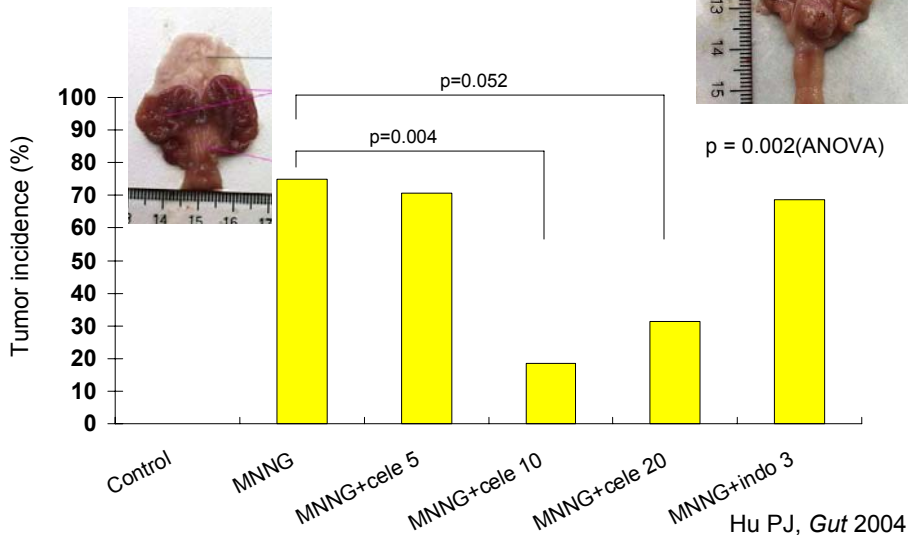 13
14
15
p=0.052
p=0.004
p = 0.002(ANOVA)
Tumor incidence (%)
100
90
80
70
60
50
40
30
20
10
0
14 15 16 17
Control
MNNG
MNNG+cele 5
MNNG+cele 10
MNNG+cele 20
MNNG+indo 3
Hu PJ, Gut 2004